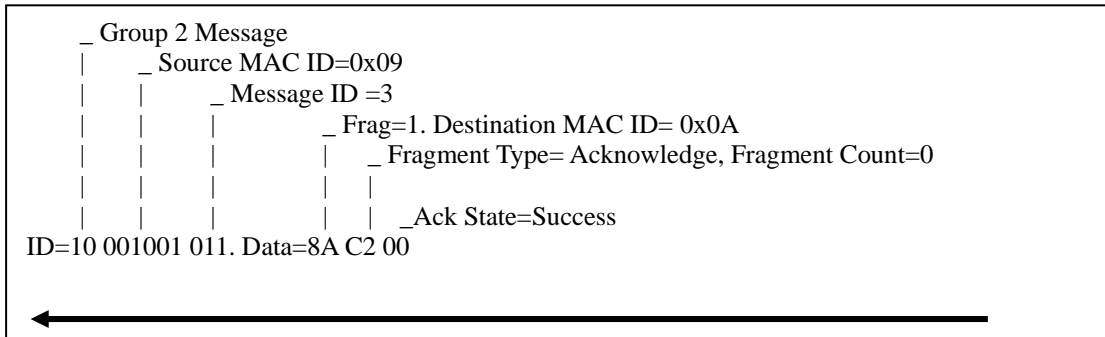 _ Group 2 Message
| _ Source MAC ID=0x09
| | _ Message ID =3
| | | _ Frag=1. Destination MAC ID= 0x0A
| | | | _ Fragment Type= Acknowledge, Fragment Count=0
| | | | |
| | | | | _Ack State=Success
ID=10 001001 011. Data=8A C2 00